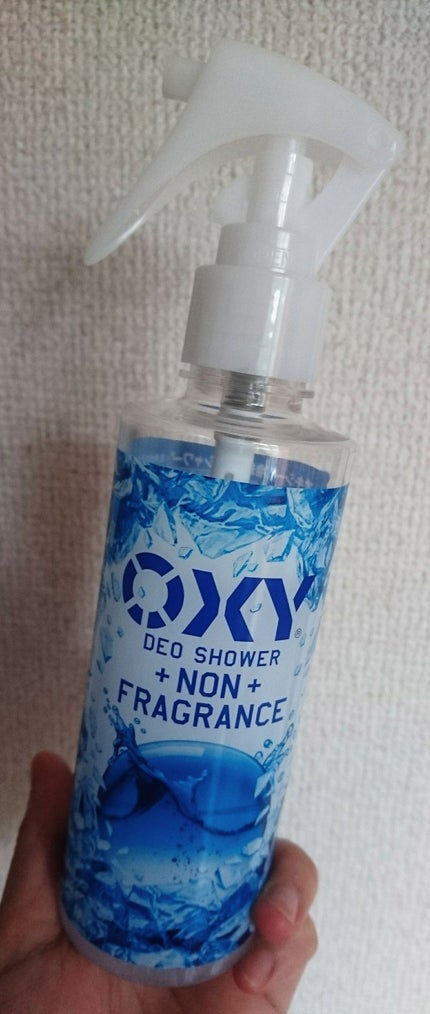 OXY®
DEO SHOWER
+ NON +
FRAGRANCE